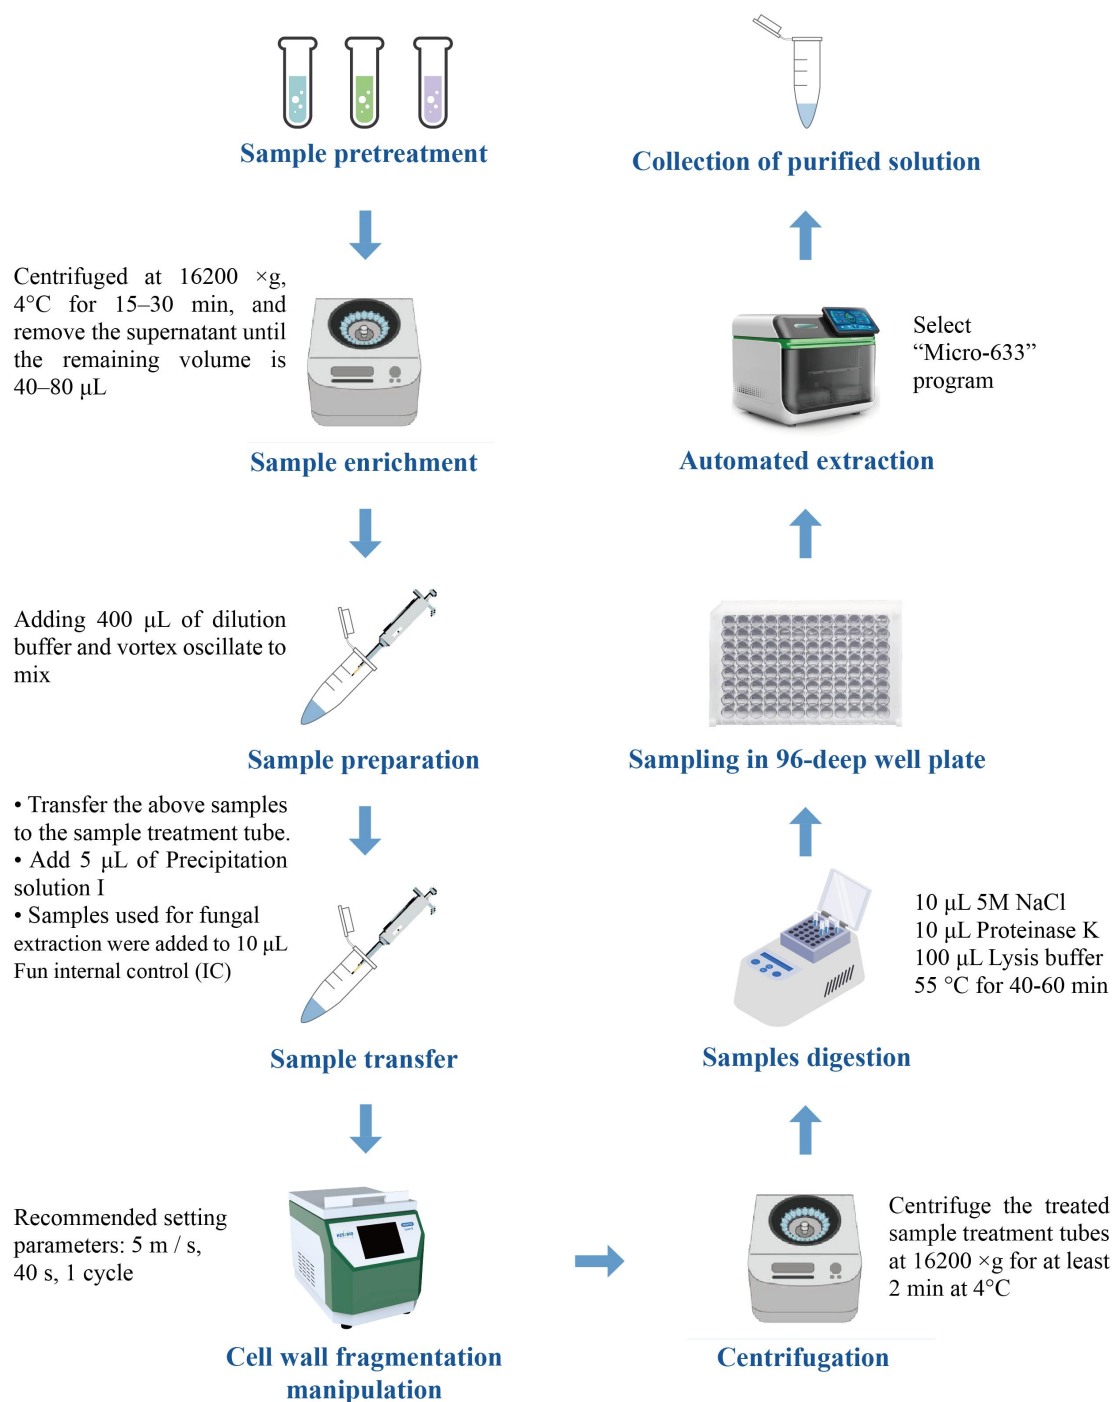 Sample pretreatment
Centrifuged at 16200 ×g,
4°C for 15–30 min, and
remove the supernatant until
the remaining volume is
40–80 μL
Sample enrichment
Adding 400 μL of dilution
buffer and vortex oscillate to
mix
Sample preparation
• Transfer the above samples
to the sample treatment tube.
• Add 5 μL of Precipitation
solution I
• Samples used for fungal
extraction were added to 10 μL
Fun internal control (IC)
Sample transfer
Recommended setting
parameters: 5 m / s,
40 s, 1 cycle
Cell wall fragmentation
manipulation
Centrifuge the treated
sample treatment tubes
at 16200 ×g for at least
2 min at 4°C
Centrifugation
10 μL 5M NaCl
10 μL Proteinase K
100 μL Lysis buffer
55 °C for 40-60 min
Samples digestion
Sampling in 96-deep well plate
Select
“Micro-633”
program
Automated extraction
Collection of purified solution